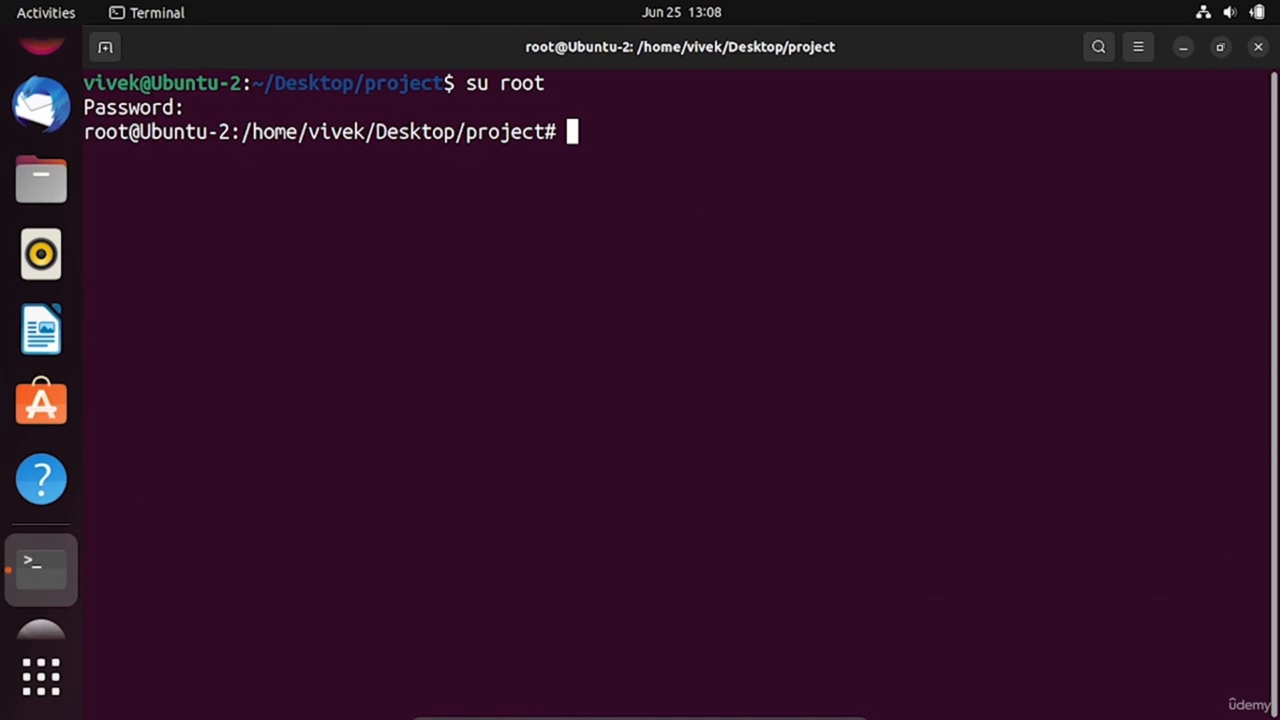 Activities
Terminal
Jun 25 13:08
root@Ubuntu-2: /home/vivek/Desktop/project
vivek@Ubuntu-2:~/Desktop/project$ su root
Password:
root@Ubuntu-2:/home/vivek/Desktop/project#
>_
?
ûdemy